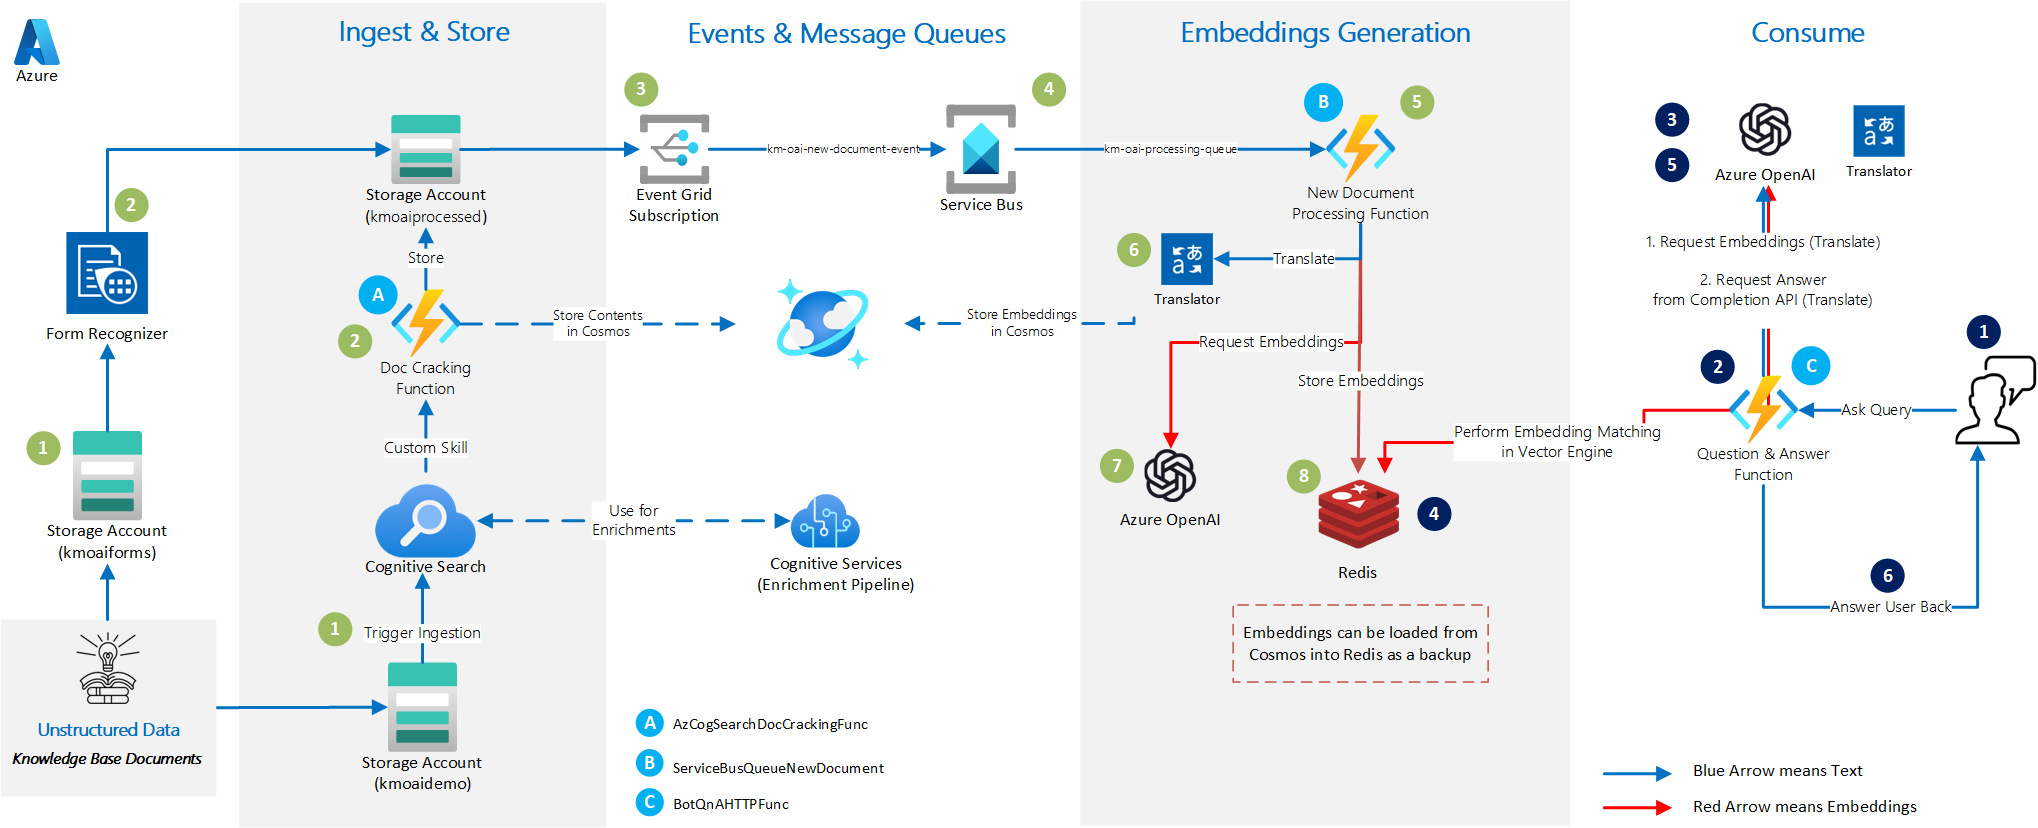 Azure
Ingest & Store
Events & Message Queues
Embeddings Generation
Consume
3
4
B
5
3
5
Azure OpenAI
Translator
km-oai-new-document-event
km-oai-processing-queue
Storage Account
(kmoaiprocessed)
Event Grid
Subscription
Service Bus
New Document
Processing Function
2
Form Recognizer
Store
A
2
Doc Cracking
Function
Store Contents
in Cosmos
Store Embeddings
in Cosmos
6
Translate
Translator
Request Embeddings
Store Embeddings
1. Request Embeddings (Translate)
2. Request Answer
from Completion API (Translate)
1
2
C
Ask Query
Question & Answer
Function
Perform Embedding Matching
in Vector Engine
1
Storage Account
(kmoaiforms)
Custom Skill
Cognitive Search
Use for
Enrichments
Cognitive Services
(Enrichment Pipeline)
7
Azure OpenAI
8
4
Redis
6
Answer User Back
1
Trigger Ingestion
Storage Account
(kmoaidemo)
Unstructured Data
Knowledge Base Documents
Embeddings can be loaded from
Cosmos into Redis as a backup
A AzCogSearchDocCrackingFunc
B ServiceBusQueueNewDocument
C BotQnAHTTPFunc
Blue Arrow means Text
Red Arrow means Embeddings